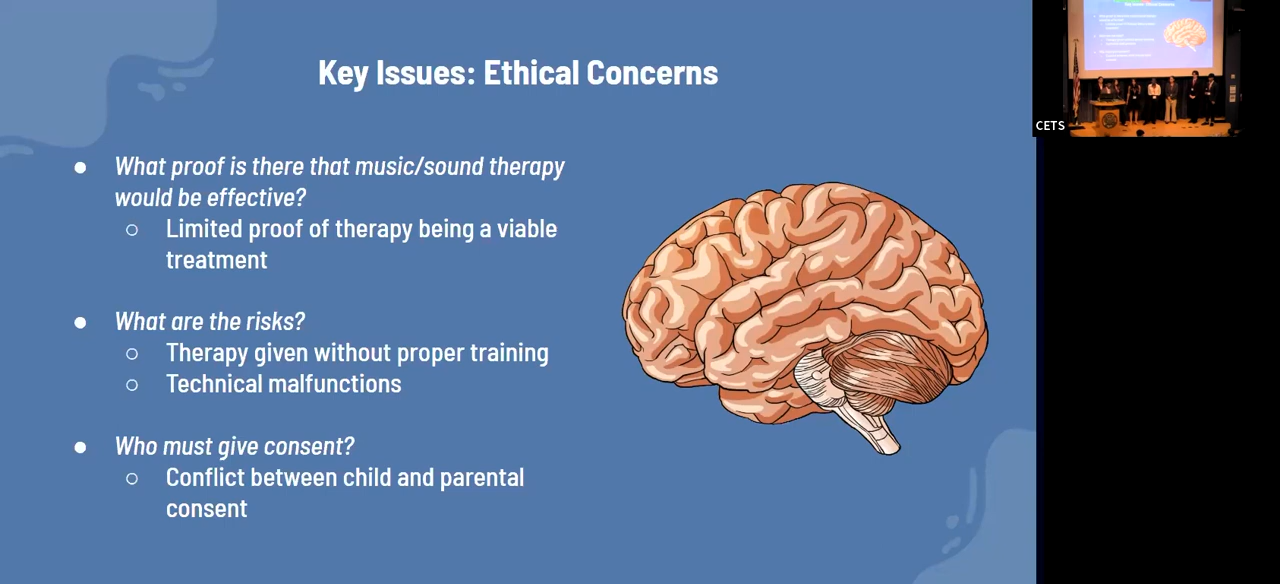 Key Issues: Ethical Concerns
What proof is there that music/sound therapy
would be effective?
Limited proof of therapy being a viable
treatment
What are the risks?
Therapy given without proper training
Technical malfunctions
Who must give consent?
Conflict between child and parental
consent
CETS